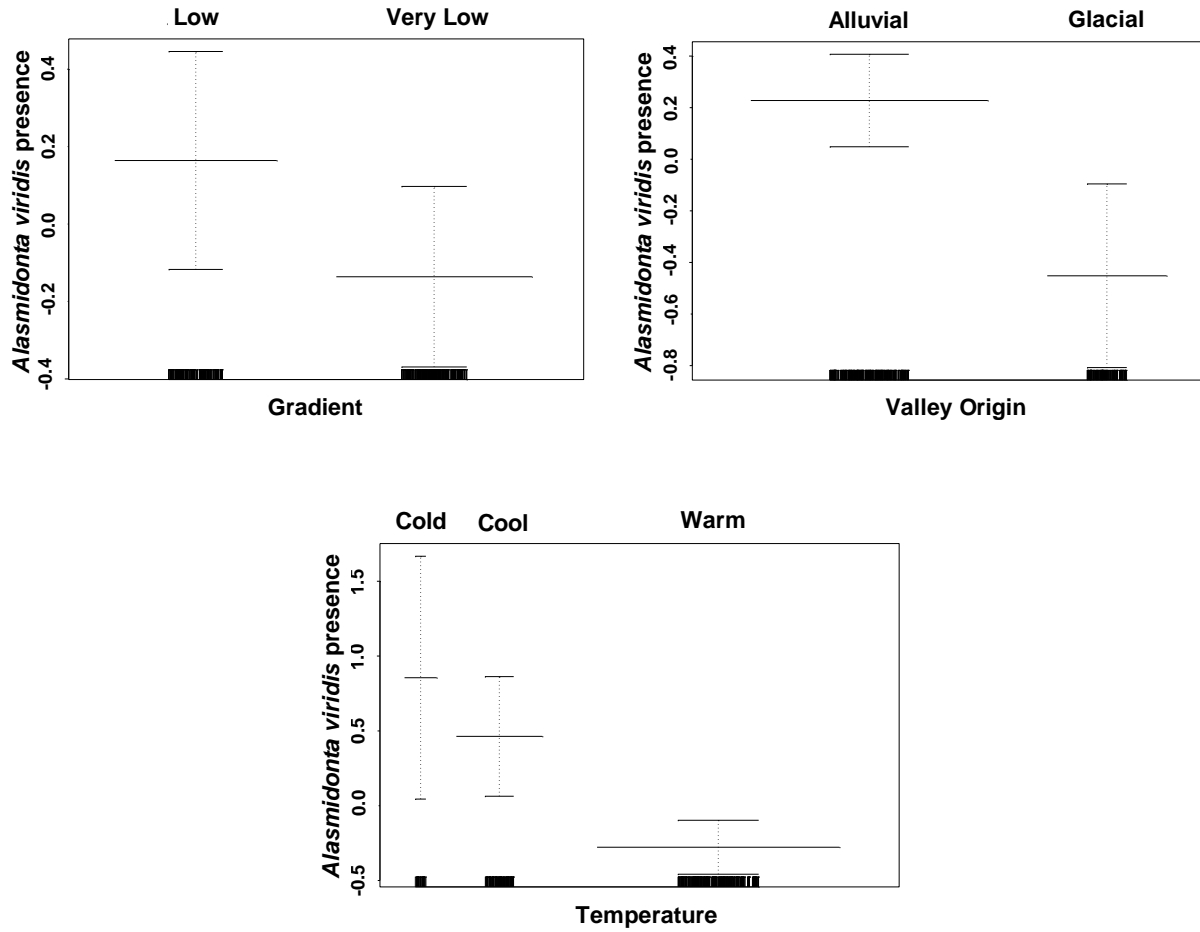 Low Very Low
Alasmidonta viridis presence
0.4
0.2
0.0
-0.2
-0.4
Gradient
Alluvial Glacial
Alasmidonta viridis presence
0.4
0.2
0.0
-0.2
-0.4
-0.6
-0.8
Valley Origin
Cold Cool Warm
Alasmidonta viridis presence
1.5
1.0
0.5
0.0
-0.5
Temperature